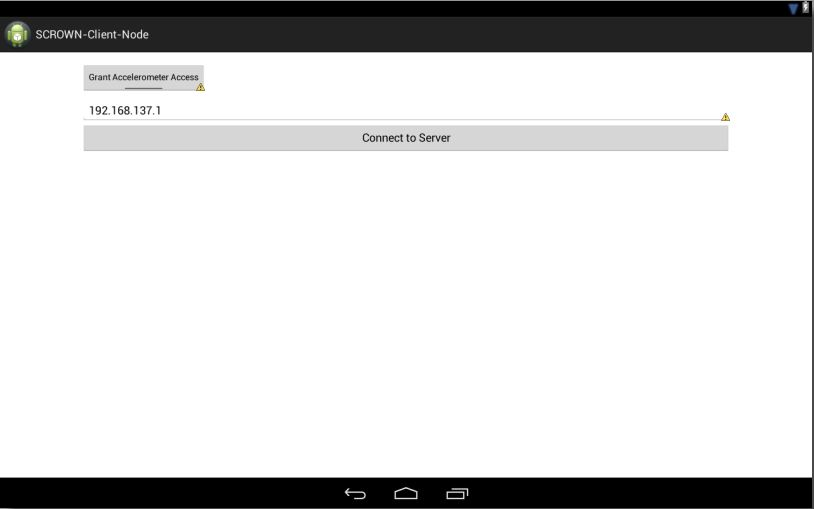 SCROWN-Client-Node
Grant Accelerometer Access
192.168.137.1
Connect to Server